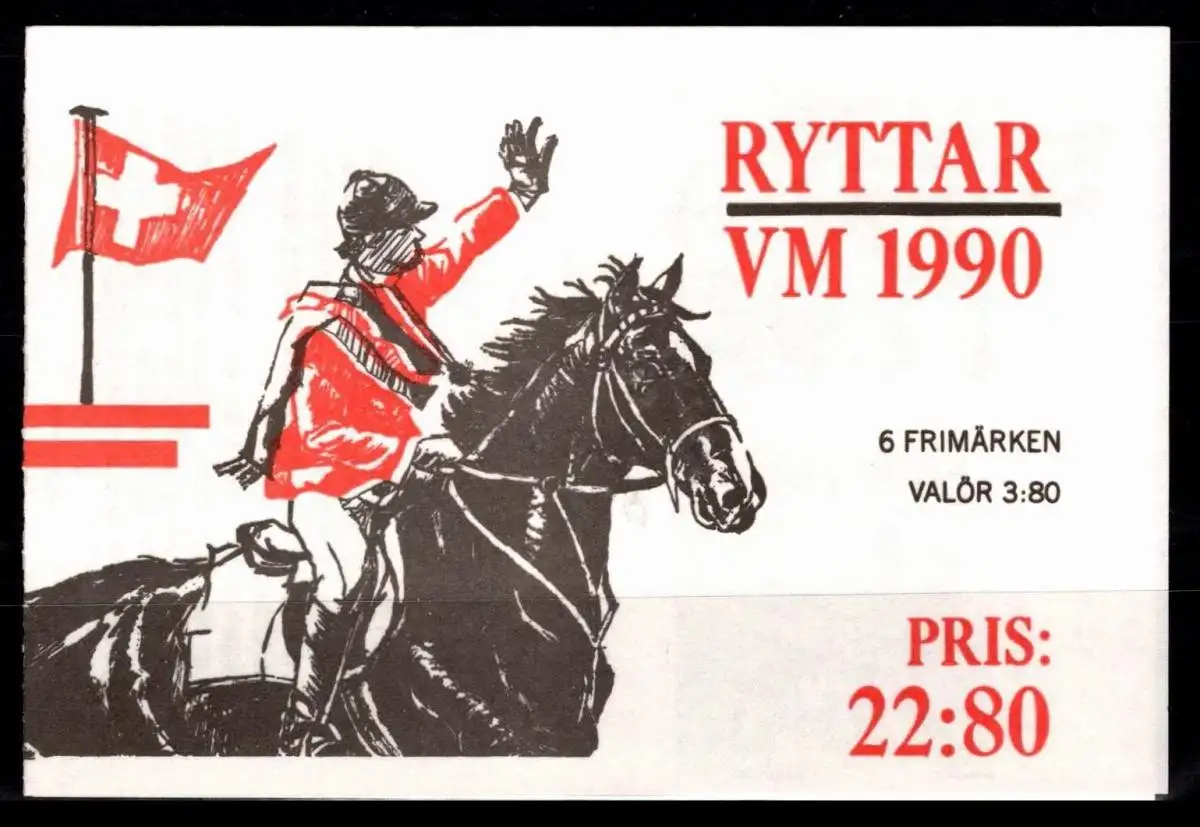 RYTTAR
VM 1990
6 FRIMÄRKEN
VALÖR 3:80
PRIS:
22:80